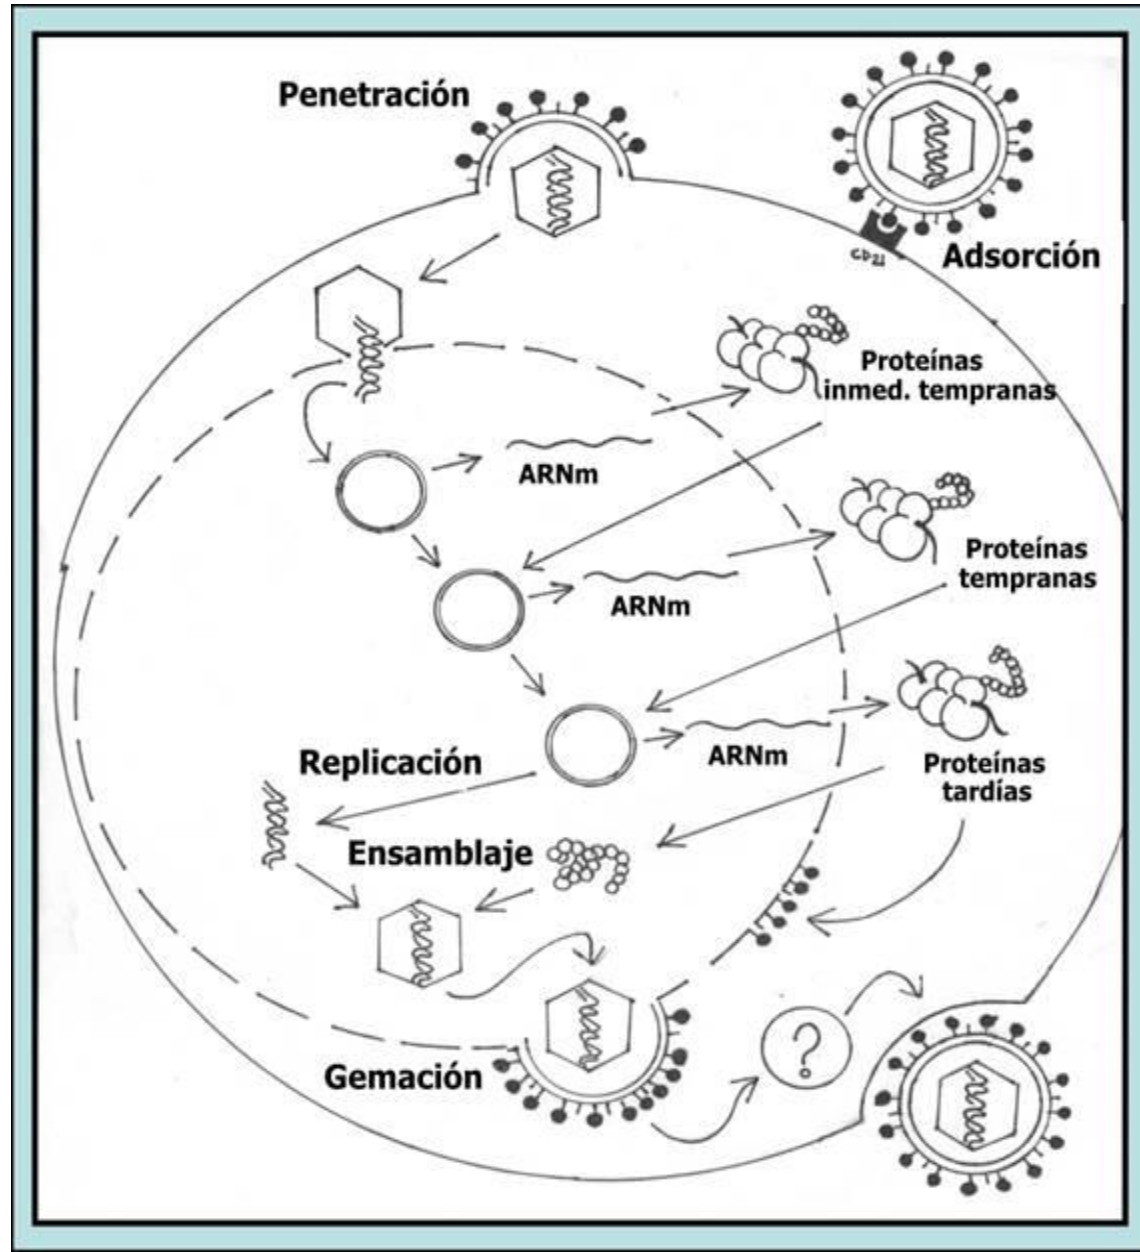 Penetración
CD21
Adsorción
Proteínas
inmed. tempranas
ARNm
Proteínas
tempranas
ARNm
Proteínas
tardías
ARNm
Replicación
Ensamblaje
Gemación
?